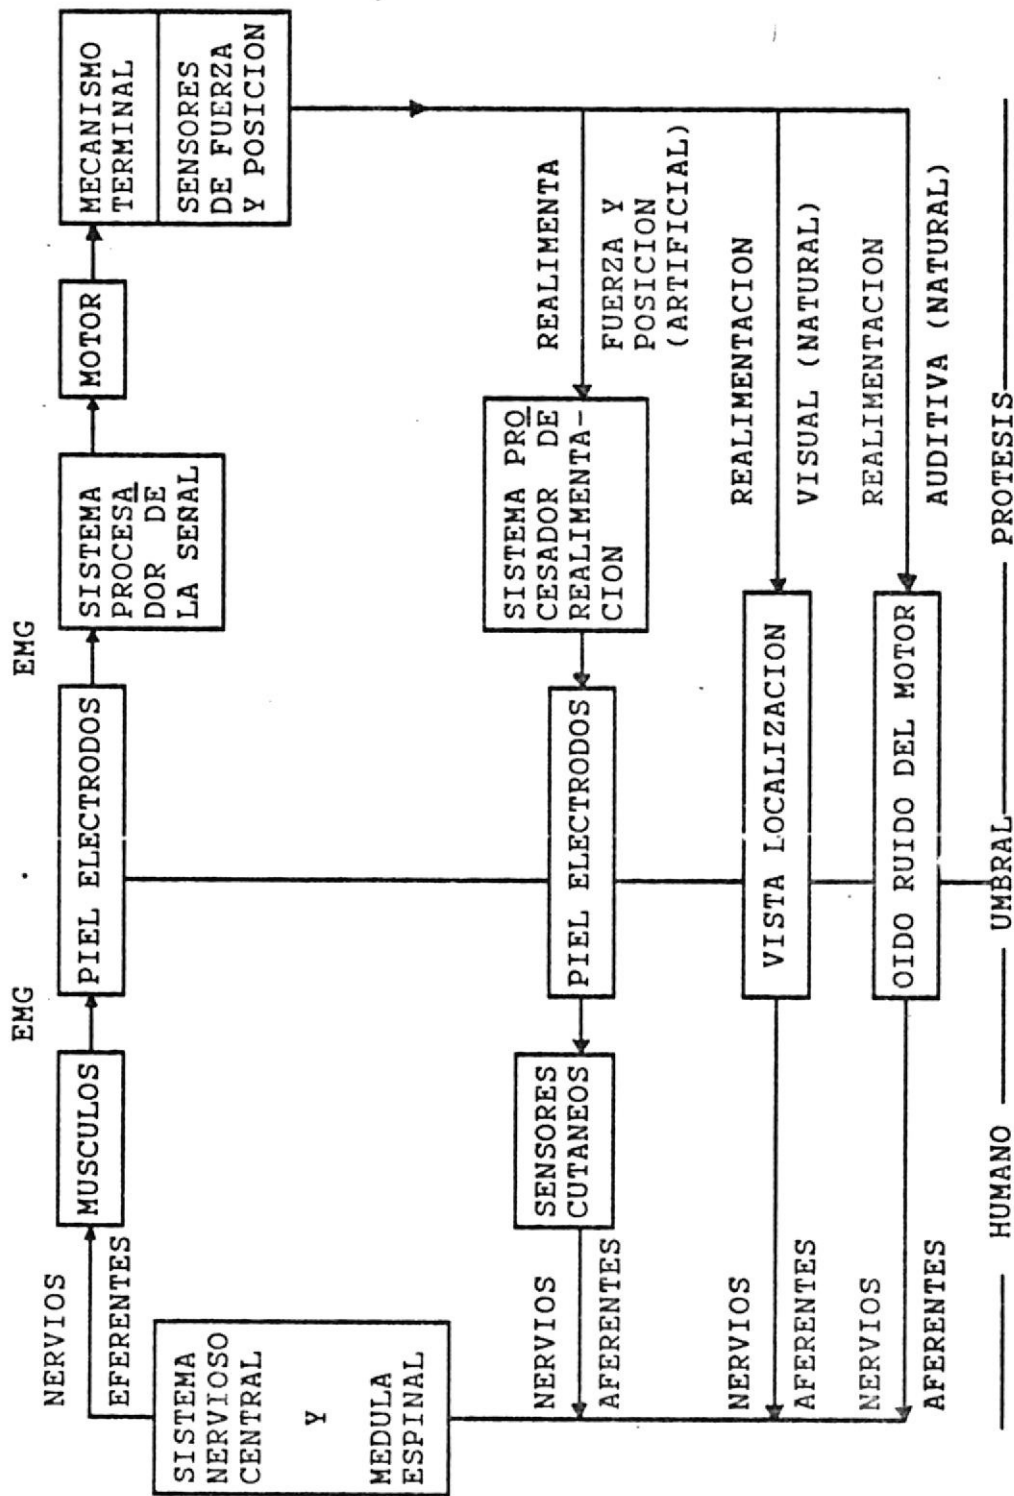 EMG
EMG
NERVIOS
EFERENTES
MUSCULOS
PIEL ELECTRODOS
SISTEMA
PROCESA
DOR DE
LA SEÑAL
MOTOR
MECANISMO
TERMINAL
SENSORES
DE FUERZA
Y POSICION
SISTEMA
NERVIOSO
CENTRAL
Y
MEDULA
ESPINAL
NERVIOS
AFERENTES
SENSORES
CUTANEOS
PIEL ELECTRODOS
SISTEMA PRO
CESADOR DE
REALIMENTA-
CION
REALIMENTA
FUERZA Y
POSICION
(ARTIFICIAL)
NERVIOS
AFERENTES
VISTA LOCALIZACION
REALIMENTACION
VISUAL (NATURAL)
NERVIOS
AFERENTES
OIDO RUIDO DEL MOTOR
REALIMENTACION
AUDITIVA (NATURAL)
HUMANO UMBRAL PROTESIS